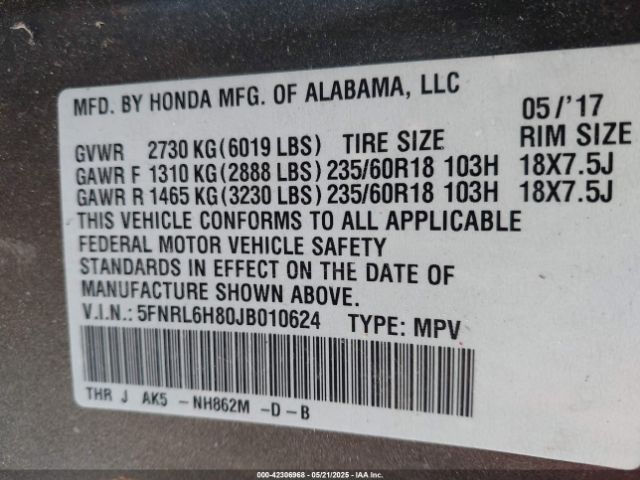 MFD. BY HONDA MFG. OF ALABAMA, LLC 05/'17
GVWR 2730 KG(6019 LBS) TIRE SIZE RIM SIZE
GAWR F 1310 KG(2888 LBS)235/60R18 103H 18X7.5J
GAWR R 1465 KG(3230 LBS)235/60R18 103H 18X7.5J
THIS VEHICLE CONFORMS TO ALL APPLICABLE
FEDERAL MOTOR VEHICLE SAFETY
STANDARDS IN EFFECT ON THE DATE OF
MANUFACTURE SHOWN ABOVE.
V.I.N.: 5FNRL6H80JB010624 TYPE: MPV
THR J AK5 -NH862M -D-B
000-42306968 - 05/21/2025 - IAA Inc.